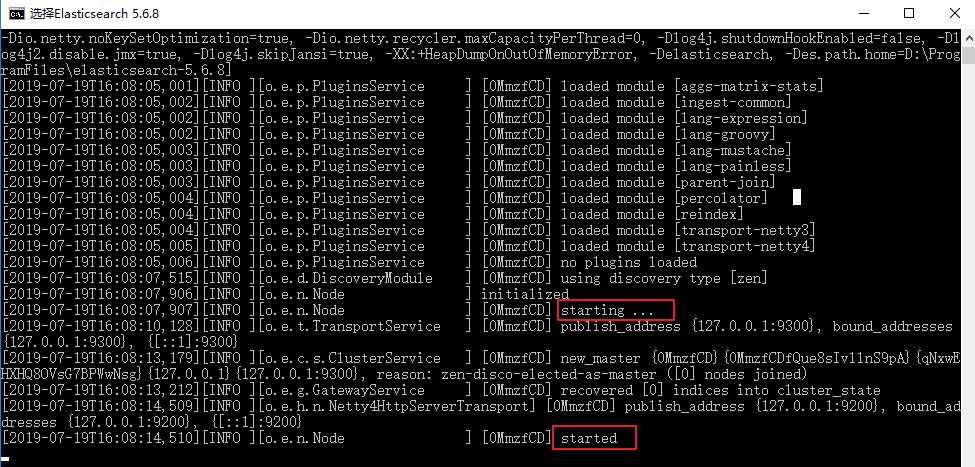 选择Elasticsearch 5.6.8
-Dio.netty.noKeySetOptimization=true, -Dio.netty.recycler.maxCapacityPerThread=0, -Dlog4j.shutdownHookEnabled=false, -Dl
og4j2.disable.jmx=true, -Dlog4j.skipJansi=true, -XX:+HeapDumpOnOutOfMemoryError, -Delasticsearch, -Des.path.home=D:\Prog
ramFiles\elasticsearch-5.6.8]
[2019-07-19T16:08:05,001][INFO ][o.e.p.PluginsService     ] [0MmzfCD] loaded module [aggs-matrix-stats]
[2019-07-19T16:08:05,002][INFO ][o.e.p.PluginsService     ] [0MmzfCD] loaded module [ingest-common]
[2019-07-19T16:08:05,002][INFO ][o.e.p.PluginsService     ] [0MmzfCD] loaded module [lang-expression]
[2019-07-19T16:08:05,002][INFO ][o.e.p.PluginsService     ] [0MmzfCD] loaded module [lang-groovy]
[2019-07-19T16:08:05,003][INFO ][o.e.p.PluginsService     ] [0MmzfCD] loaded module [lang-mustache]
[2019-07-19T16:08:05,003][INFO ][o.e.p.PluginsService     ] [0MmzfCD] loaded module [lang-painless]
[2019-07-19T16:08:05,003][INFO ][o.e.p.PluginsService     ] [0MmzfCD] loaded module [parent-join]
[2019-07-19T16:08:05,004][INFO ][o.e.p.PluginsService     ] [0MmzfCD] loaded module [percolator]
[2019-07-19T16:08:05,004][INFO ][o.e.p.PluginsService     ] [0MmzfCD] loaded module [reindex]
[2019-07-19T16:08:05,004][INFO ][o.e.p.PluginsService     ] [0MmzfCD] loaded module [transport-netty3]
[2019-07-19T16:08:05,005][INFO ][o.e.p.PluginsService     ] [0MmzfCD] loaded module [transport-netty4]
[2019-07-19T16:08:05,006][INFO ][o.e.p.PluginsService     ] [0MmzfCD] no plugins loaded
[2019-07-19T16:08:07,515][INFO ][o.e.d.DiscoveryModule    ] [0MmzfCD] using discovery type [zen]
[2019-07-19T16:08:07,906][INFO ][o.e.n.Node               ] initialized
[2019-07-19T16:08:07,907][INFO ][o.e.n.Node               ] [0MmzfCD] starting ...
[2019-07-19T16:08:10,128][INFO ][o.e.t.TransportService   ] [0MmzfCD] publish_address {127.0.0.1:9300}, bound_addresses
{127.0.0.1:9300}, {[::1]:9300}
[2019-07-19T16:08:13,179][INFO ][o.e.c.s.ClusterService   ] [0MmzfCD] new_master {0MmzfCD}{0MmzfCDfQue8sIv11nS9pA}{qNxwE
HXHQ8OVsG7BPWwNsg}{127.0.0.1}{127.0.0.1:9300}, reason: zen-disco-elected-as-master ([0] nodes joined)
[2019-07-19T16:08:13,212][INFO ][o.e.g.GatewayService     ] [0MmzfCD] recovered [0] indices into cluster_state
[2019-07-19T16:08:14,509][INFO ][o.e.h.n.Netty4HttpServerTransport] [0MmzfCD] publish_address {127.0.0.1:9200}, bound_ad
dresses {127.0.0.1:9200}, {[::1]:9200}
[2019-07-19T16:08:14,510][INFO ][o.e.n.Node               ] [0MmzfCD] started